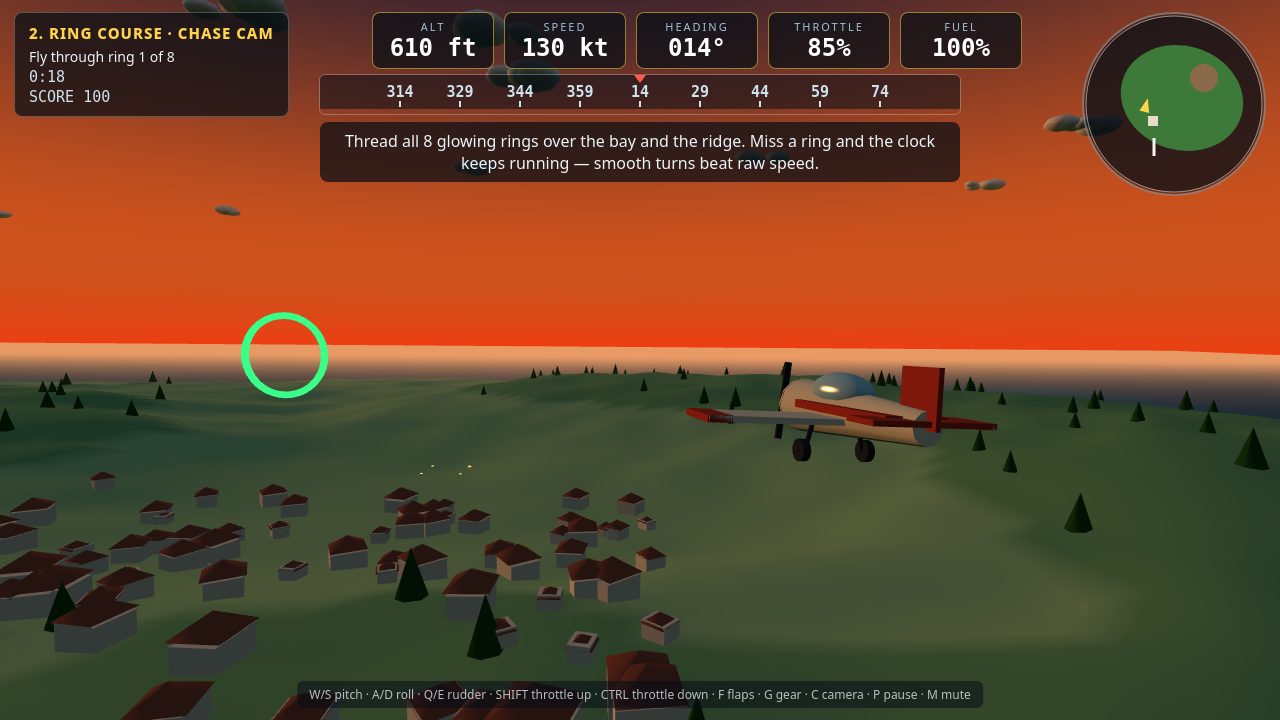 2. RING COURSE · CHASE CAM
Fly through ring 1 of 8
0:18
SCORE 100
ALT
610 ft
SPEED
130 kt
HEADING
014°
THROTTLE
85%
FUEL
100%
314 329 344 359 14 29 44 59 74
Thread all 8 glowing rings over the bay and the ridge. Miss a ring and the clock
keeps running — smooth turns beat raw speed.
W/S pitch · A/D roll · Q/E rudder · SHIFT throttle up · CTRL throttle down · F flaps · G gear · C camera · P pause · M mute